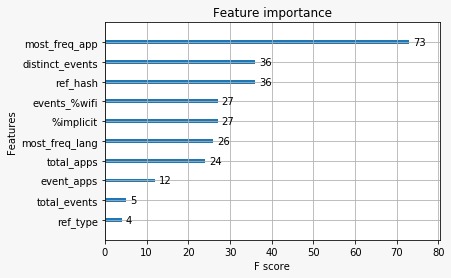 Feature importance
most_freq_app 73
distinct_events 36
ref_hash 36
events_%wifi 27
%implicit 27
most_freq_lang 26
total_apps 24
event_apps 12
total_events 5
ref_type 4
Features
0 10 20 30 40 50 60 70 80
F score